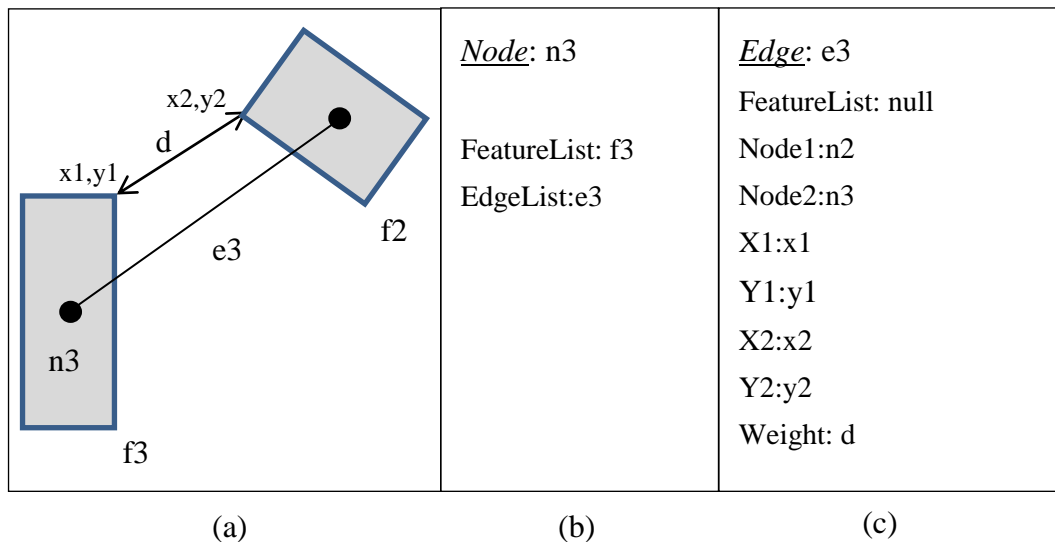 x2,y2
d
x1,y1
f2
e3
n3
f3
Node: n3
FeatureList: f3
EdgeList:e3
Edge: e3
FeatureList: null
Node1:n2
Node2:n3
X1:x1
Y1:y1
X2:x2
Y2:y2
Weight: d
(a)
(b)
(c)